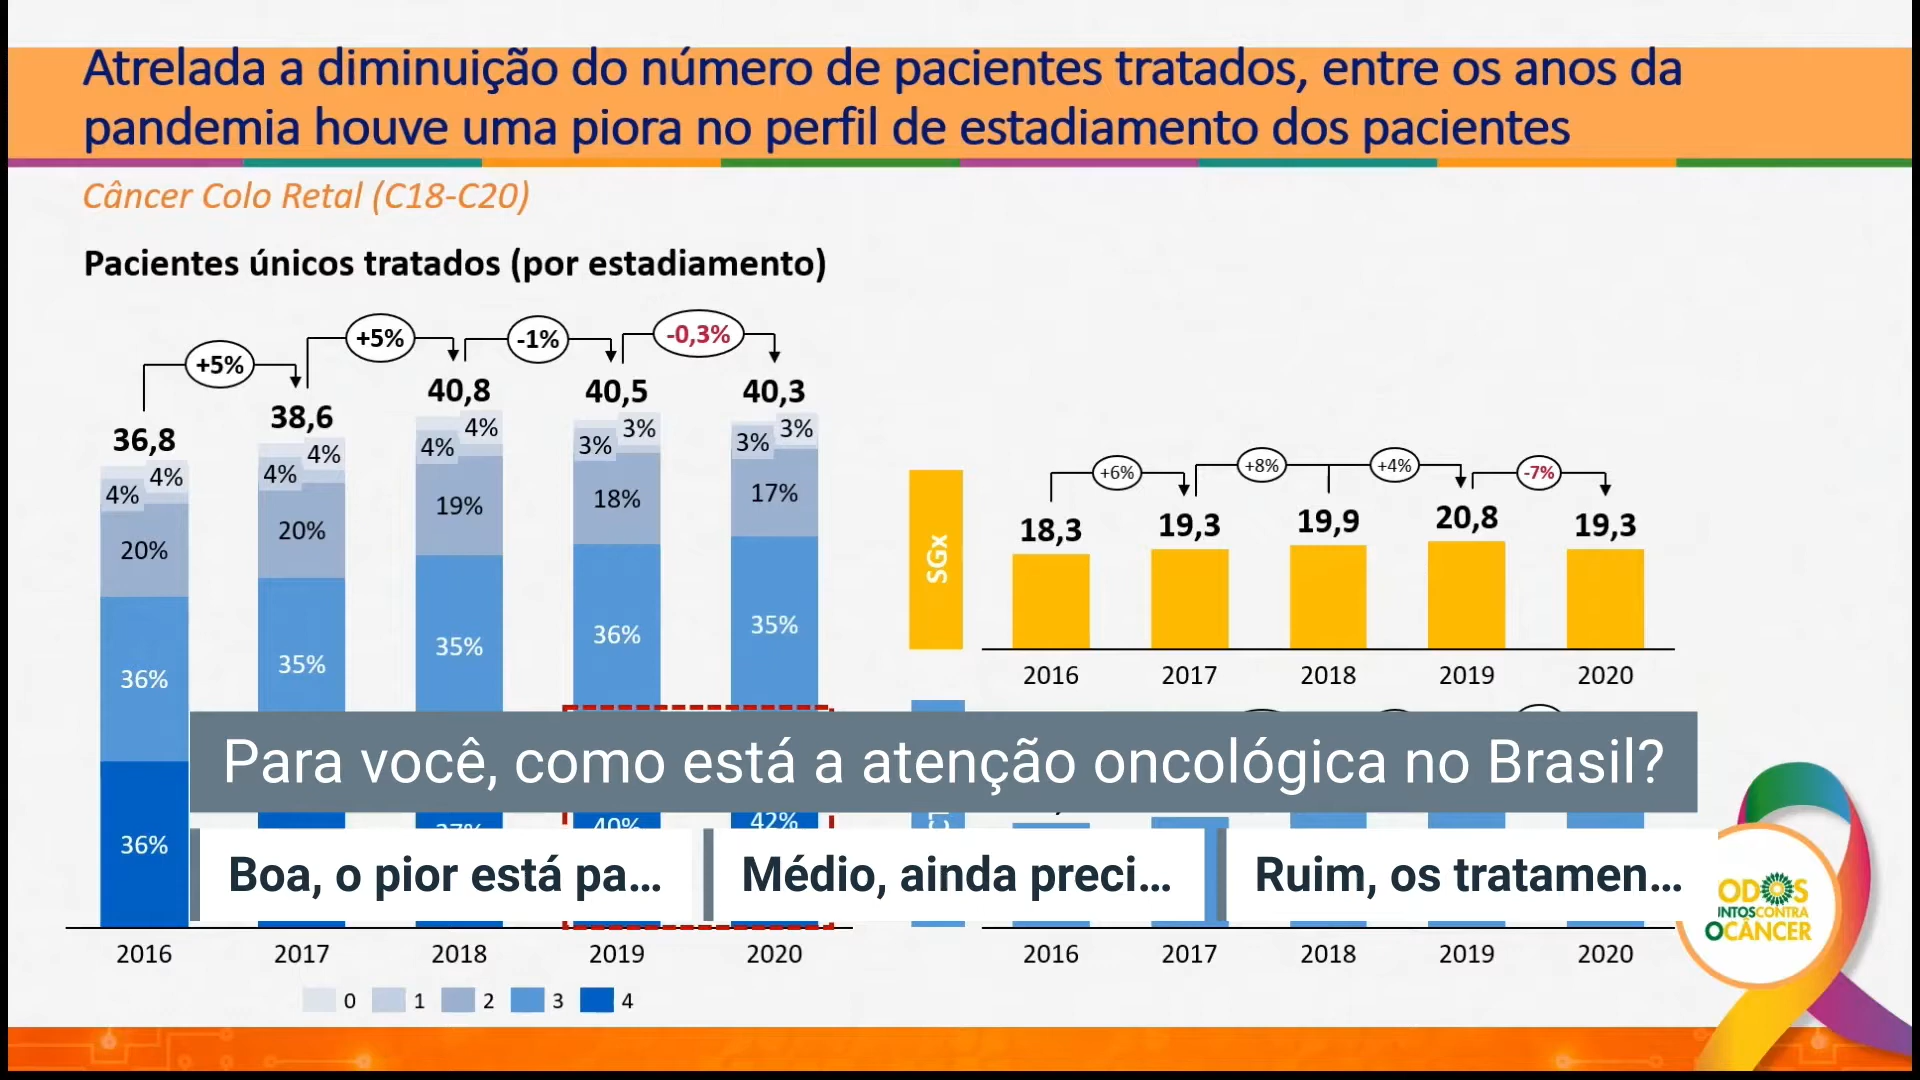 Atrelada a diminuição do número de pacientes tratados, entre os anos da
pandemia houve uma piora no perfil de estadiamento dos pacientes
Câncer Colo Retal (C18-C20)
Pacientes únicos tratados (por estadiamento)
+5%
+5%
-1%
-0,3%
36,8
38,6
40,8
40,5
40,3
4% 4%
4% 4%
4% 4%
3% 3%
3% 3%
20%
20%
19%
18%
17%
36%
35%
35%
36%
35%
36%
40%
42%
2016 2017 2018 2019 2020
0 1 2 3 4
SGx
+6%
+8%
+4%
-7%
18,3
19,3
19,9
20,8
19,3
2016 2017 2018 2019 2020
Para você, como está a atenção oncológica no Brasil?
Boa, o pior está pa...
Médio, ainda preci...
Ruim, os tratamen...
2016 2017 2018 2019 2020
OCÂNCER